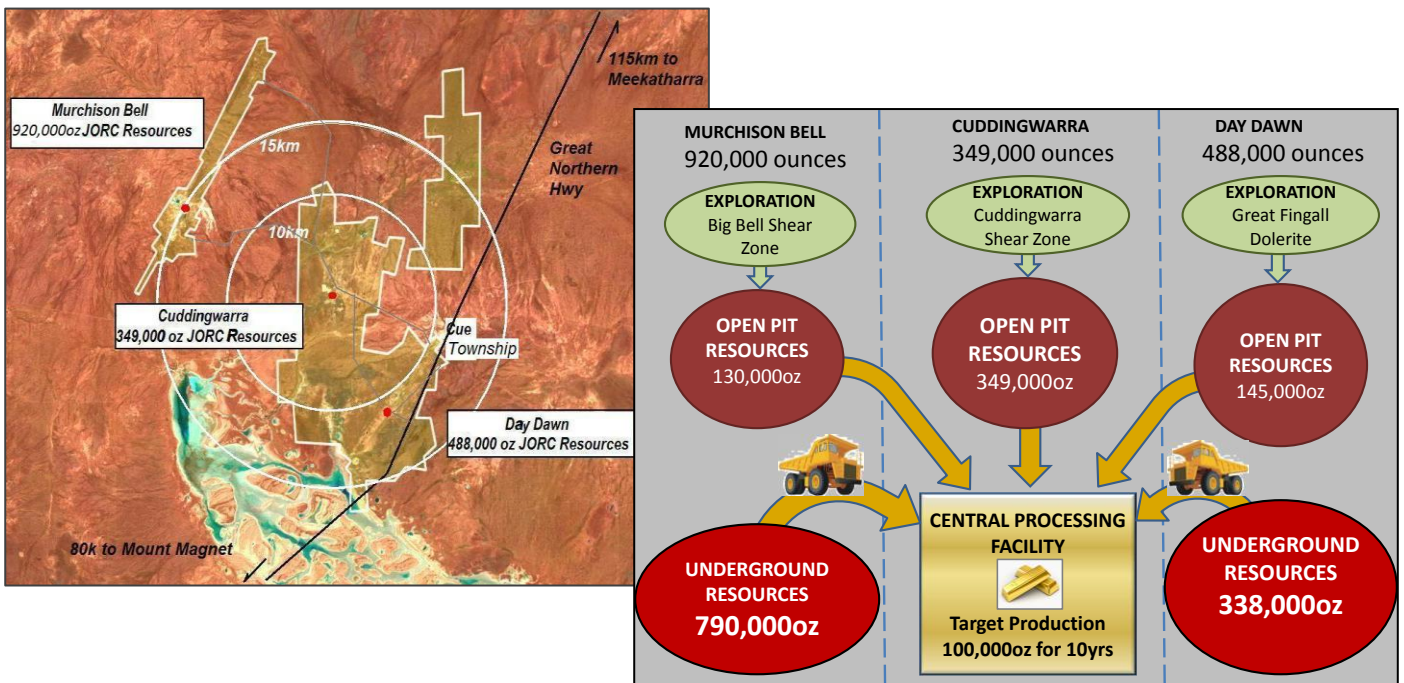 115km to
Meekatharra
Murchison Bell
920,000oz JORC Resources
15km
Great
Northern
Hwy
10km
Cuddingwarra
349,000 oz JORC Resources
Cue
Township
Day Dawn
488,000 oz JORC Resources
80k to Mount Magnet
MURCHISON BELL
920,000 ounces
EXPLORATION
Big Bell Shear
Zone
OPEN PIT
RESOURCES
130,000oz
UNDERGROUND
RESOURCES
790,000oz
CUDDINGWARRA
349,000 ounces
EXPLORATION
Cuddingwarra
Shear Zone
OPEN PIT
RESOURCES
349,000oz
CENTRAL PROCESSING
FACILITY
Target Production
100,000oz for 10yrs
DAY DAWN
488,000 ounces
EXPLORATION
Great Fingall
Dolerite
OPEN PIT
RESOURCES
145,000oz
UNDERGROUND
RESOURCES
338,000oz